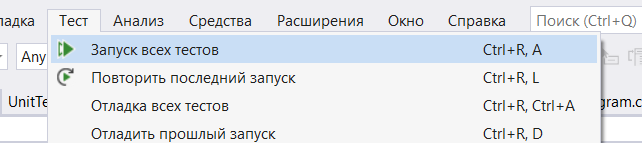 ладка Тест Анализ Средства Расширения Окно Справка Поиск (Ctrl+Q)
Any Запуск всех тестов Ctrl+R, A
Повторить последний запуск Ctrl+R, L
UnitTe Отладка всех тестов Ctrl+R, Ctrl+A gram.c
Отладить прошлый запуск Ctrl+R, D